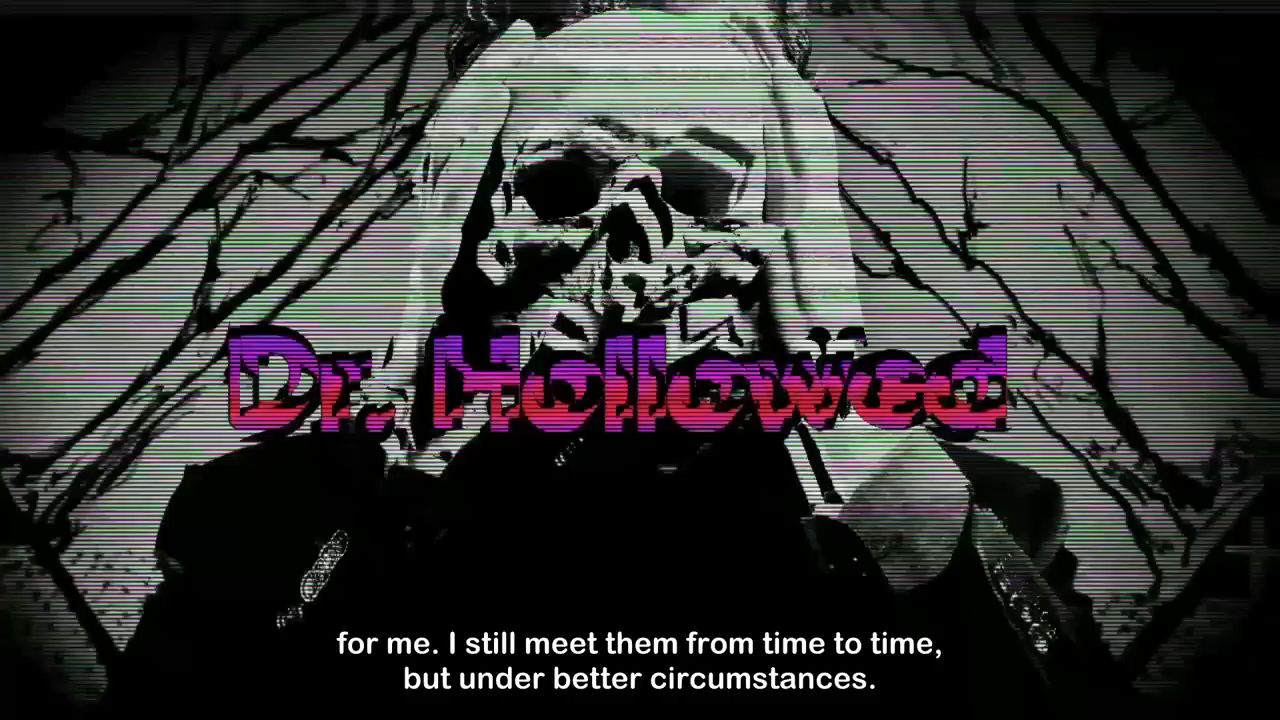 Dr. Hollowed
for me. I still meet them from time to time,
but under better circumstances.